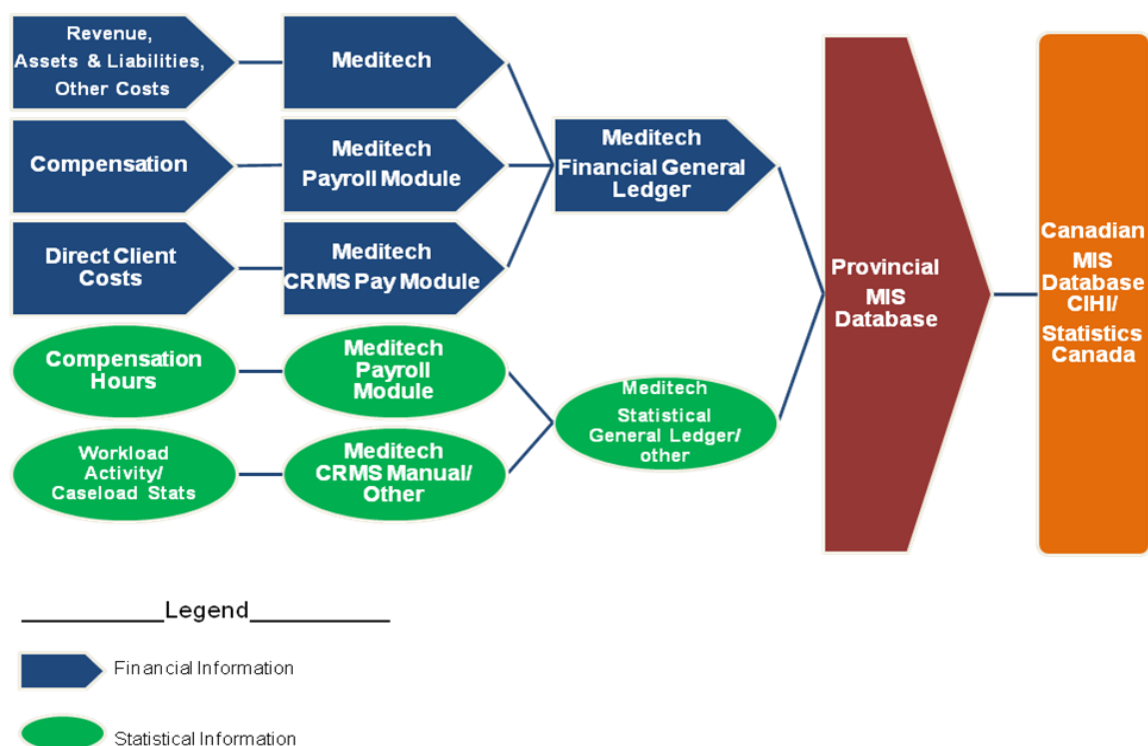 Revenue,
Assets & Liabilities,
Other Costs
Meditech
Compensation
Meditech
Payroll Module
Direct Client
Costs
Meditech
CRMS Pay Module
Meditech
Financial General
Ledger
Compensation
Hours
Meditech
Payroll
Module
Workload
Activity/
Caseload Stats
Meditech
CRMS Manual/
Other
Meditech
Statistical
General Ledger/
other
Provincial
MIS
Database
Canadian
MIS
Database
CIHI/
Statistics
Canada
Legend
Financial Information
Statistical Information